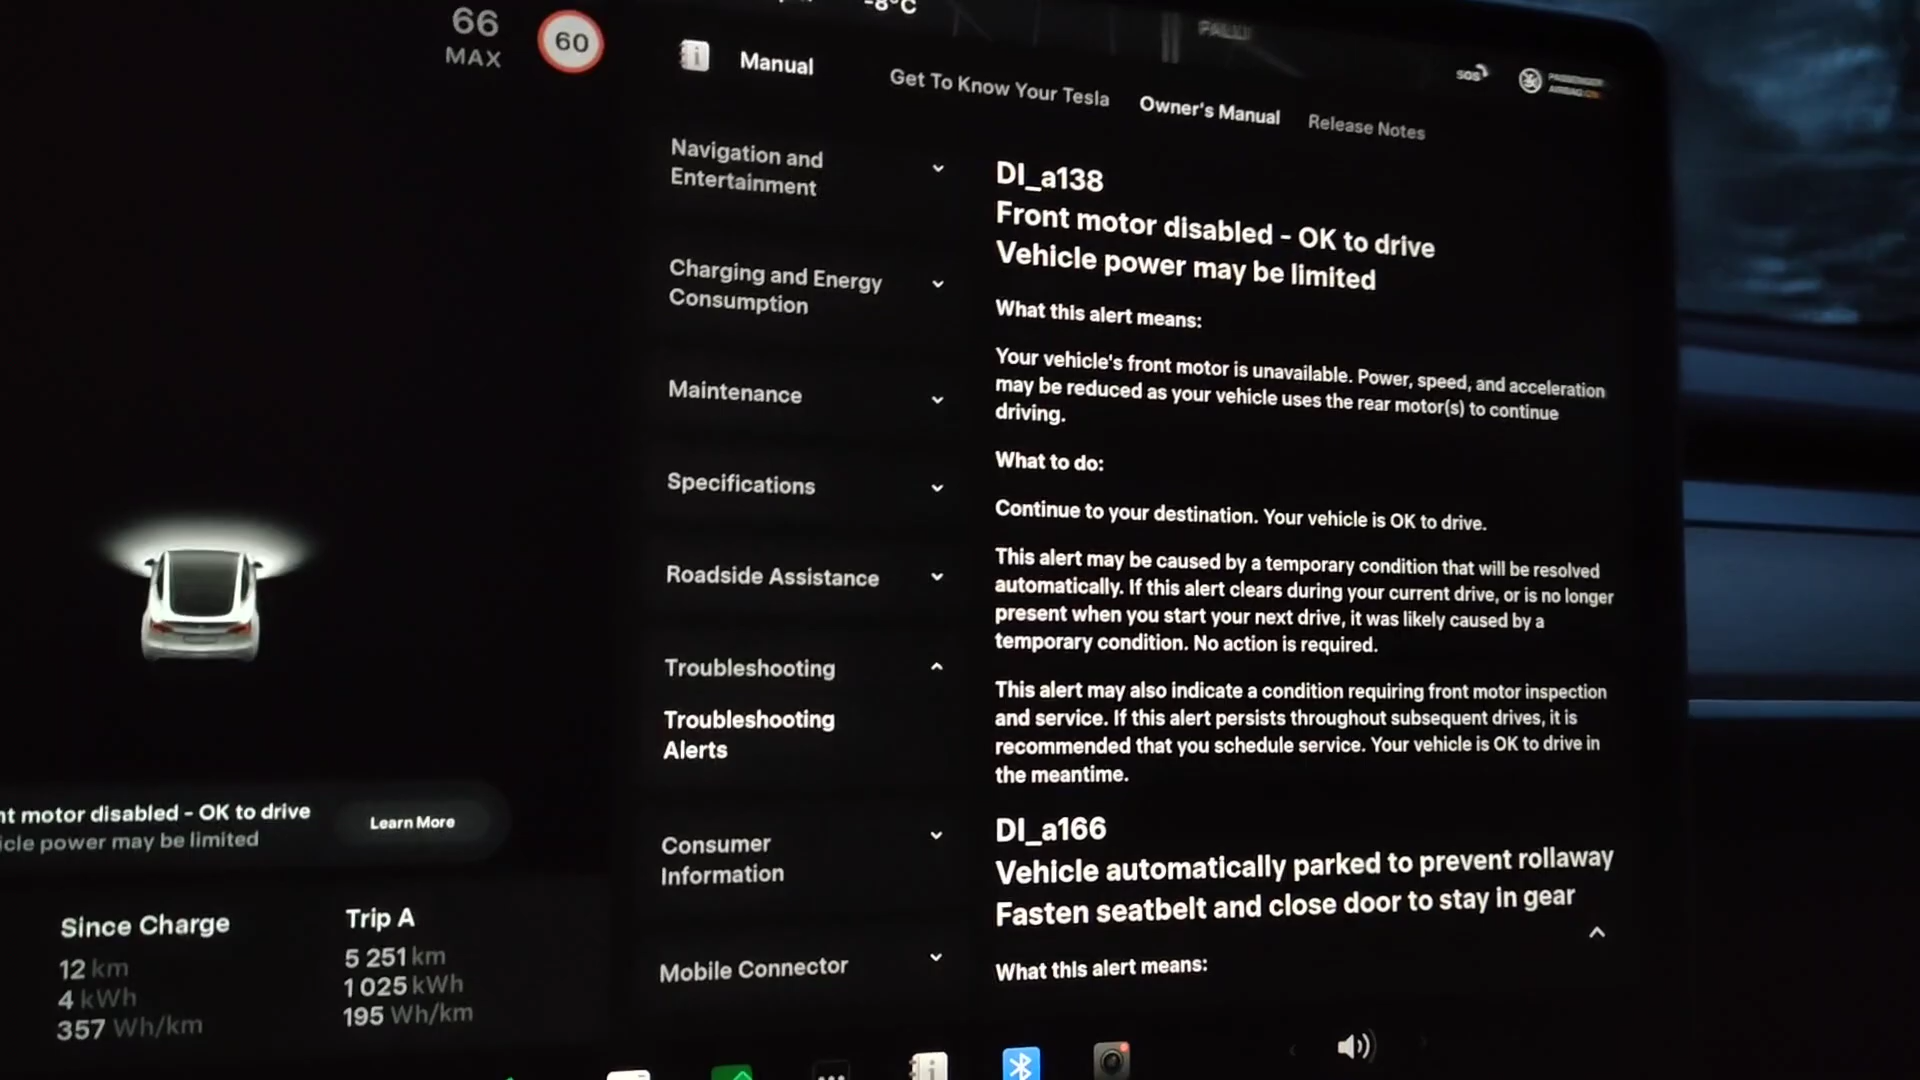 66
MAX
60
-8°C
SOS
PASSENGER
AIRBAG ON
Manual
Get To Know Your Tesla
Owner's Manual
Release Notes
Navigation and
Entertainment
Charging and Energy
Consumption
Maintenance
Specifications
Roadside Assistance
Troubleshooting
Troubleshooting
Alerts
Consumer
Information
Mobile Connector
DI_a138
Front motor disabled - OK to drive
Vehicle power may be limited
What this alert means:
Your vehicle's front motor is unavailable. Power, speed, and acceleration
may be reduced as your vehicle uses the rear motor(s) to continue
driving.
What to do:
Continue to your destination. Your vehicle is OK to drive.
This alert may be caused by a temporary condition that will be resolved
automatically. If this alert clears during your current drive, or is no longer
present when you start your next drive, it was likely caused by a
temporary condition. No action is required.
This alert may also indicate a condition requiring front motor inspection
and service. If this alert persists throughout subsequent drives, it is
recommended that you schedule service. Your vehicle is OK to drive in
the meantime.
DI_a166
Vehicle automatically parked to prevent rollaway
Fasten seatbelt and close door to stay in gear
What this alert means:
nt motor disabled - OK to drive
icle power may be limited
Learn More
Since Charge
12 km
4 kWh
357 Wh/km
Trip A
5 251 km
1 025 kWh
195 Wh/km